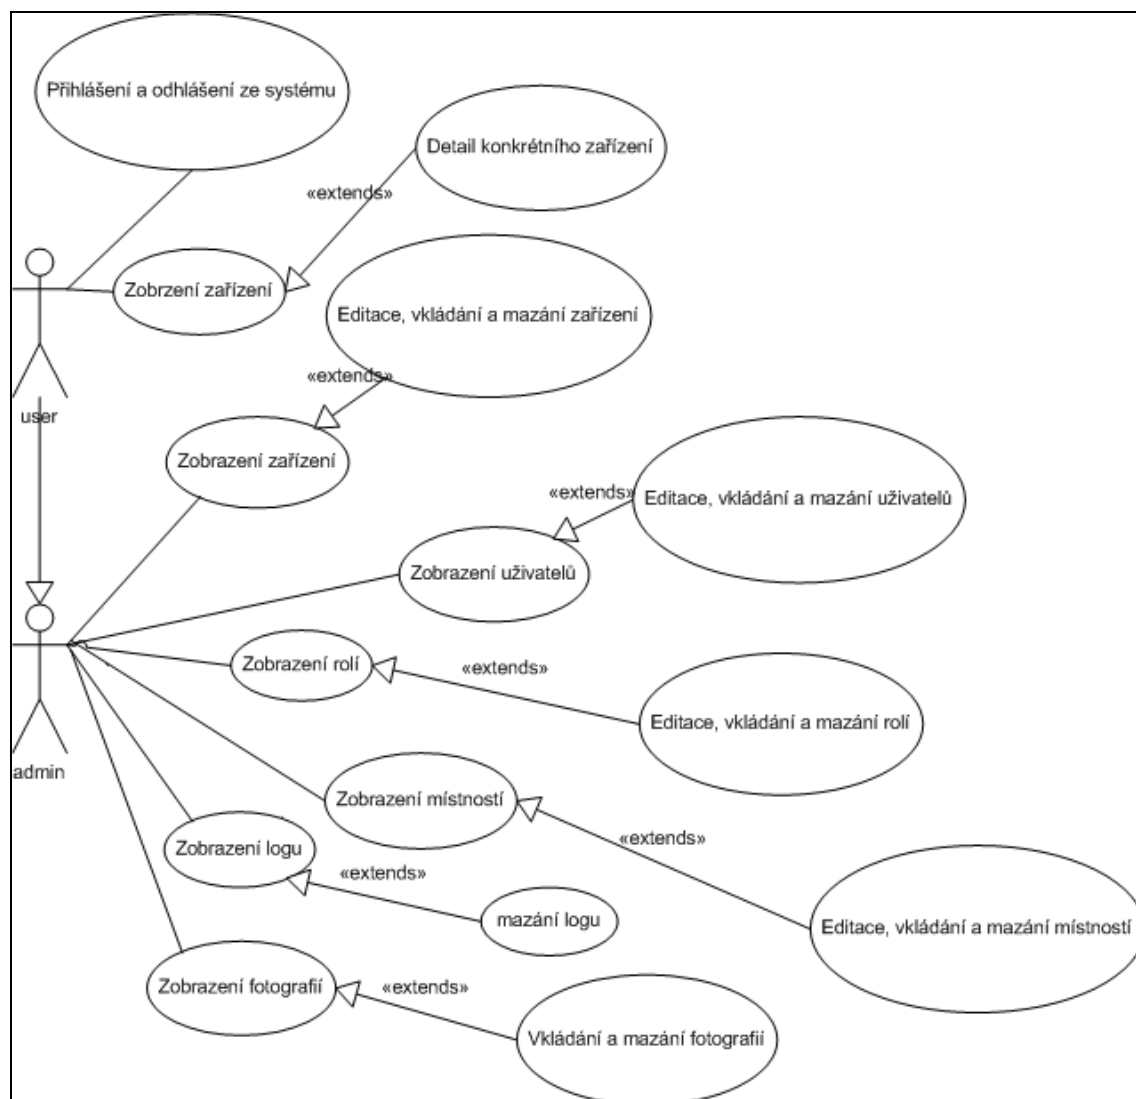 Přihlášení a odhlášení ze systému
Detail konkrétního zařízení
«extends»
Zobrzení zařízení
Editace, vkládání a mazání zařízení
«extends»
user
Zobrazení zařízení
«extends»
Editace, vkládání a mazání uživatelů
Zobrazení uživatelů
Zobrazení rolí
«extends»
Editace, vkládání a mazání rolí
admin
Zobrazení místností
«extends»
Zobrazení logu
«extends»
mazání logu
Editace, vkládání a mazání místností
Zobrazení fotografií
«extends»
Vkládání a mazání fotografií